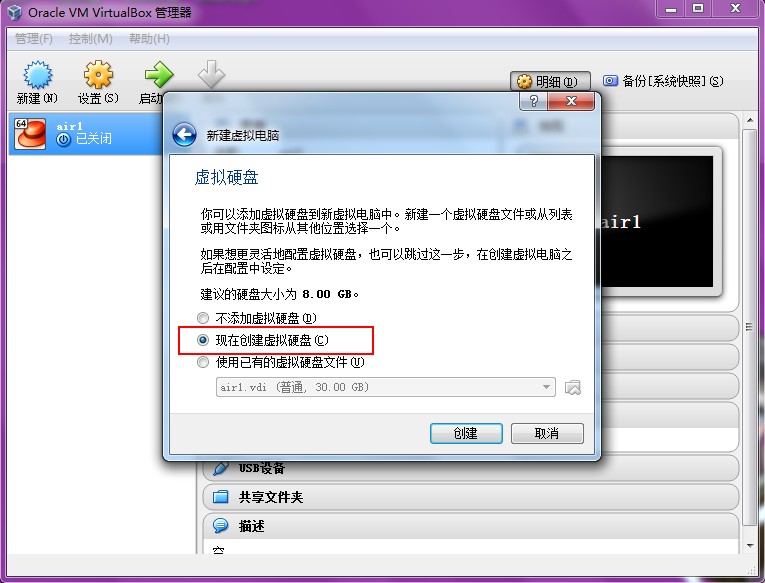 Oracle VM VirtualBox 管理器
管理(F) 控制(M) 帮助(H)
新建(N) 设置(S) 启动
明细(D) 备份[系统快照](S)
64
air1
已关闭
新建虚拟电脑
虚拟硬盘
你可以添加虚拟硬盘到新虚拟电脑中。新建一个虚拟硬盘文件或从列表
或用文件夹图标从其他位置选择一个。
如果想更灵活地配置虚拟硬盘，也可以跳过这一步，在创建虚拟电脑之
后在配置中设定。
建议的硬盘大小为 8.00 GB。
不添加虚拟硬盘(D)
现在创建虚拟硬盘(C)
使用已有的虚拟硬盘文件(U)
air1.vdi (普通, 30.00 GB)
创建 取消
air1
USB设备
共享文件夹
描述
空